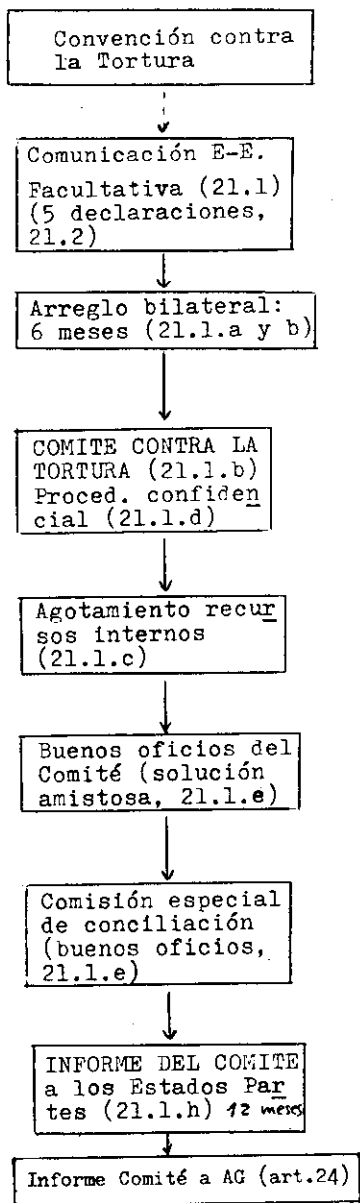 Convención contra
la Tortura
Comunicación E-E.
Facultativa (21.1)
(5 declaraciones,
21.2)
Arreglo bilateral:
6 meses (21.1.a y b)
COMITE CONTRA LA
TORTURA (21.1.b)
Proced. confiden
cial (21.1.d)
Agotamiento recur
sos internos
(21.1.c)
Buenos oficios del
Comité (solución
amistosa, 21.1.e)
Comisión especial
de conciliación
(buenos oficios,
21.1.e)
INFORME DEL COMITE
a los Estados Par
tes (21.1.h) 12 meses
Informe Comité a AG (art.24)